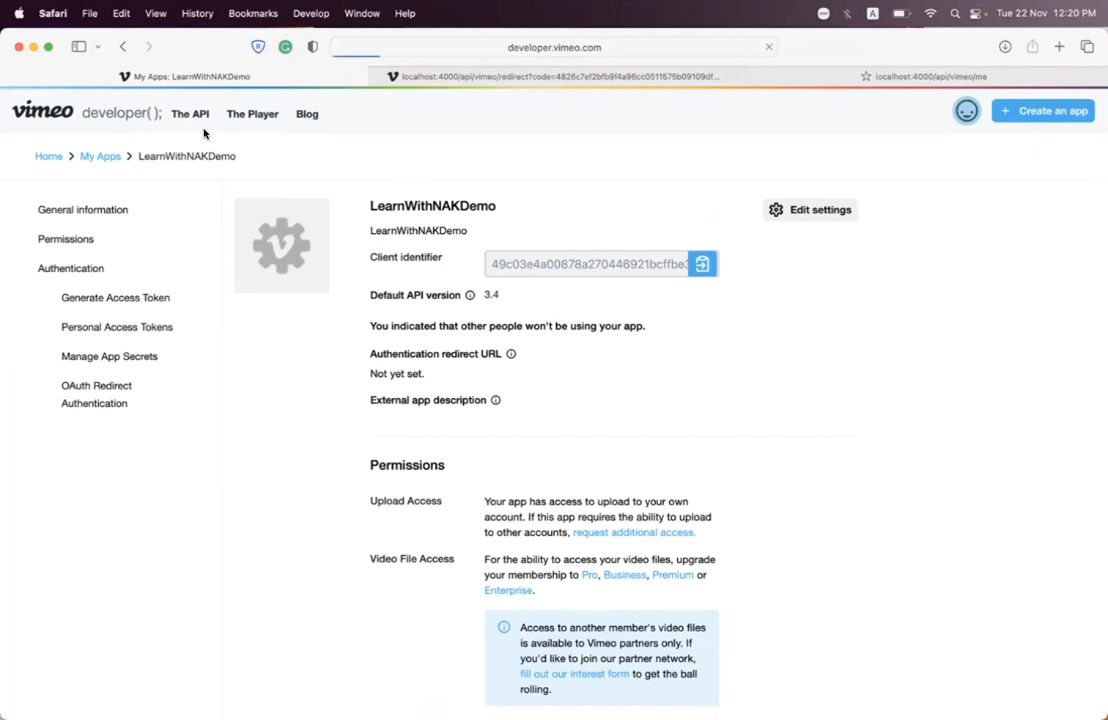 Safari File Edit View History Bookmarks Develop Window Help A Tue 22 Nov 12:20 PM
developer.vimeo.com
My Apps: LearnWithNAKDemo
localhost:4000/api/vimeo/redirect?code=4826c7ef2bfb9f4a96cc0511575b09109df...
localhost:4000/api/vimeo/me
vimeo developer(); The API The Player Blog
+ Create an app
Home > My Apps > LearnWithNAKDemo
General information
Permissions
Authentication
Generate Access Token
Personal Access Tokens
Manage App Secrets
OAuth Redirect
Authentication
LearnWithNAKDemo
Edit settings
LearnWithNAKDemo
Client identifier
49c03e4a00878a270446921bcffbe3
Default API version 3.4
You indicated that other people won't be using your app.
Authentication redirect URL
Not yet set.
External app description
Permissions
Upload Access
Your app has access to upload to your own
account. If this app requires the ability to upload
to other accounts, request additional access.
Video File Access
For the ability to access your video files, upgrade
your membership to Pro, Business, Premium or
Enterprise.
Access to another member's video files
is available to Vimeo partners only. If
you'd like to join our partner network,
fill out our interest form to get the ball
rolling.